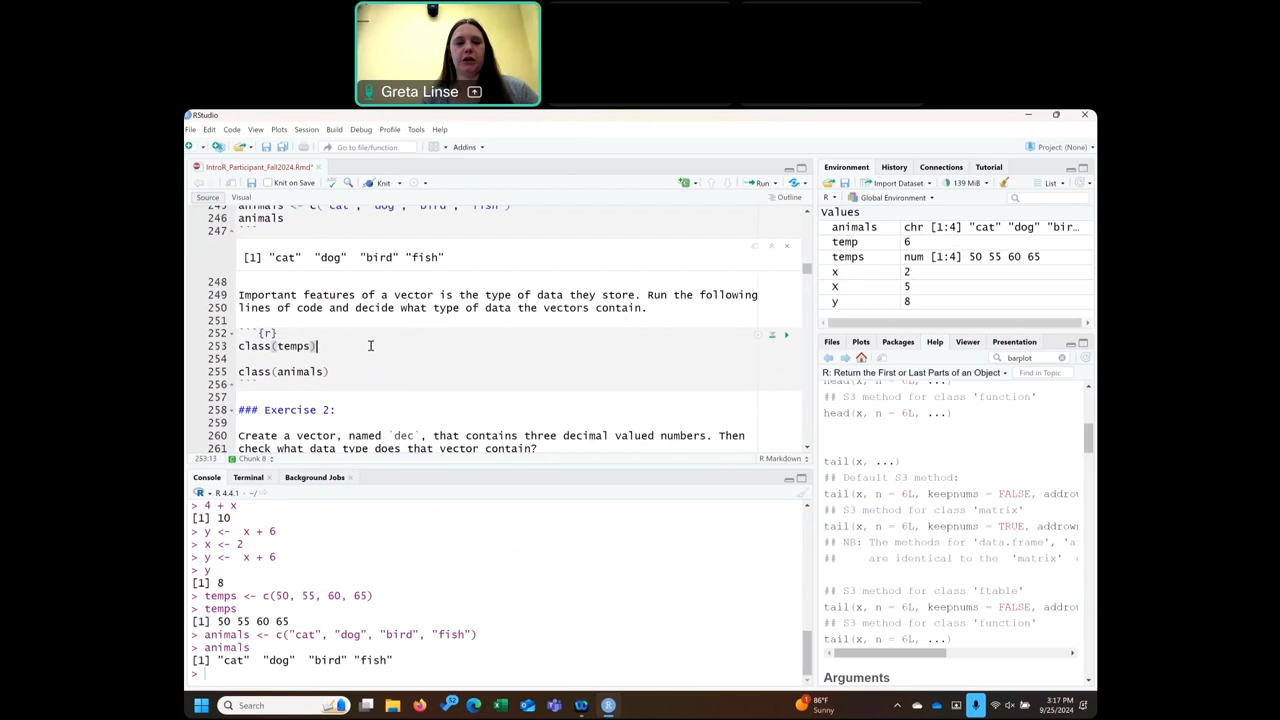 Greta Linse
RStudio
File Edit Code View Plots Session Build Debug Profile Tools Help
Go to file/function
Addins
Project: (None)
IntroR_Participant_Fall2024.Rmd*
Knit on Save
Knit
Run
Source Visual
Outline
245 animals <- c("cat", "dog", "bird", "fish")
246 animals
247 ```
[1] "cat"  "dog"  "bird" "fish"
248
249 Important features of a vector is the type of data they store. Run the following
250 lines of code and decide what type of data the vectors contain.
251
252 ```{r}
253 class(temps)
254
255 class(animals)
256 ```
257
258 ### Exercise 2:
259
260 Create a vector, named `dec`, that contains three decimal valued numbers. Then
261 check what data type does that vector contain?
253:13 Chunk 8 R Markdown
Console Terminal Background Jobs
R 4.4.1 · ~/
> 4 + x
[1] 10
> y <-  x + 6
> x <- 2
> y <-  x + 6
> y
[1] 8
> temps <- c(50, 55, 60, 65)
> temps
[1] 50 55 60 65
> animals <- c("cat", "dog", "bird", "fish")
> animals
[1] "cat"  "dog"  "bird" "fish"
>
Environment History Connections Tutorial
Import Dataset 139 MiB List
R Global Environment
Values
animals chr [1:4] "cat" "dog" "bir…
temp 6
temps num [1:4] 50 55 60 65
x 2
X 5
y 8
Files Plots Packages Help Viewer Presentation
barplot
R: Return the First or Last Parts of an Object Find in Topic
## S3 method for class 'function'
head(x, n = 6L, ...)
tail(x, ...)
## Default S3 method:
tail(x, n = 6L, keepnums = FALSE, addrow
## S3 method for class 'matrix'
tail(x, n = 6L, keepnums = TRUE, addrown
## NB: The methods for 'data.frame', 'a
## are identical to the 'matrix'
## S3 method for class 'ftable'
tail(x, n = 6L, keepnums = FALSE, addrow
## S3 method for class 'function'
tail(x, n = 6L, ...)
Arguments
Search
52
86°F
Sunny
3:17 PM
9/25/2024